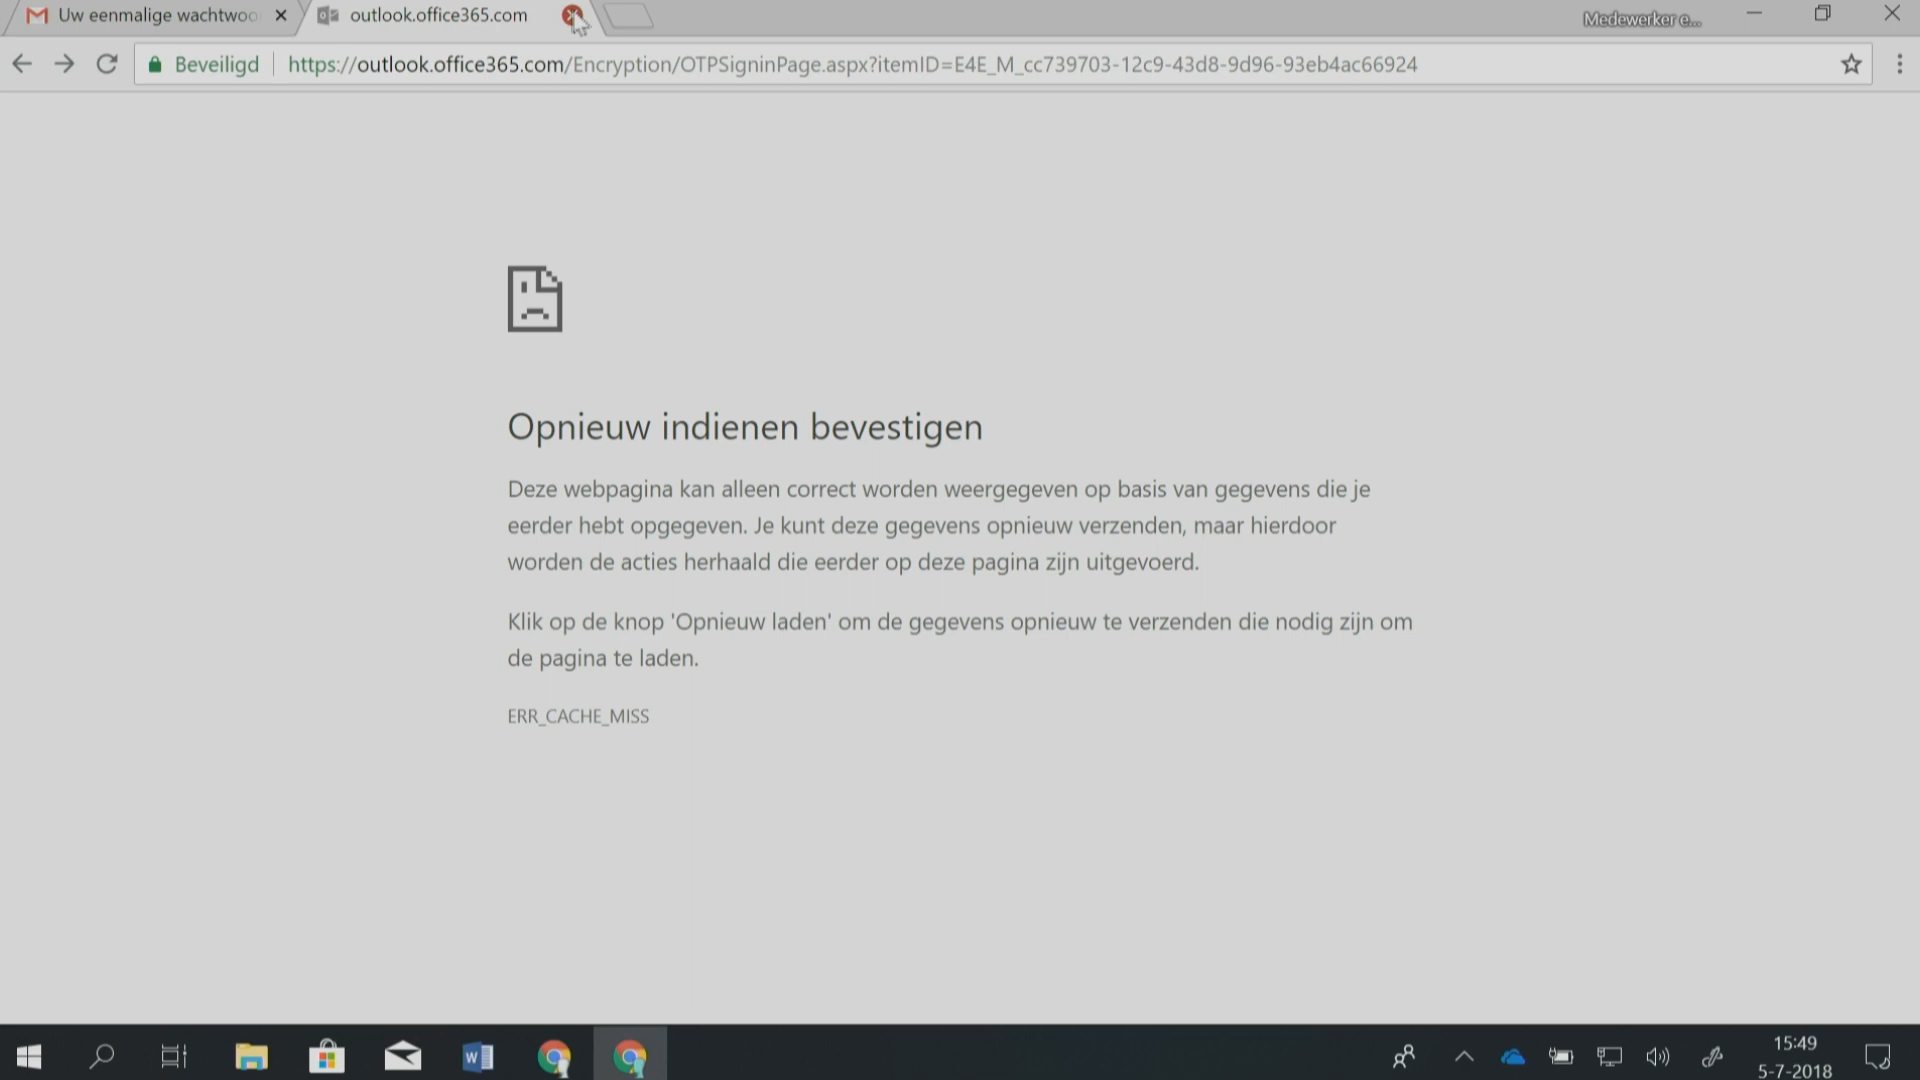 Uw eenmalige wachtwoo
outlook.office365.com
Medewerker e...
Beveiligd
https://outlook.office365.com/Encryption/OTPSigninPage.aspx?itemID=E4E_M_cc739703-12c9-43d8-9d96-93eb4ac66924
Opnieuw indienen bevestigen
Deze webpagina kan alleen correct worden weergegeven op basis van gegevens die je
eerder hebt opgegeven. Je kunt deze gegevens opnieuw verzenden, maar hierdoor
worden de acties herhaald die eerder op deze pagina zijn uitgevoerd.
Klik op de knop 'Opnieuw laden' om de gegevens opnieuw te verzenden die nodig zijn om
de pagina te laden.
ERR_CACHE_MISS
15:49
5-7-2018